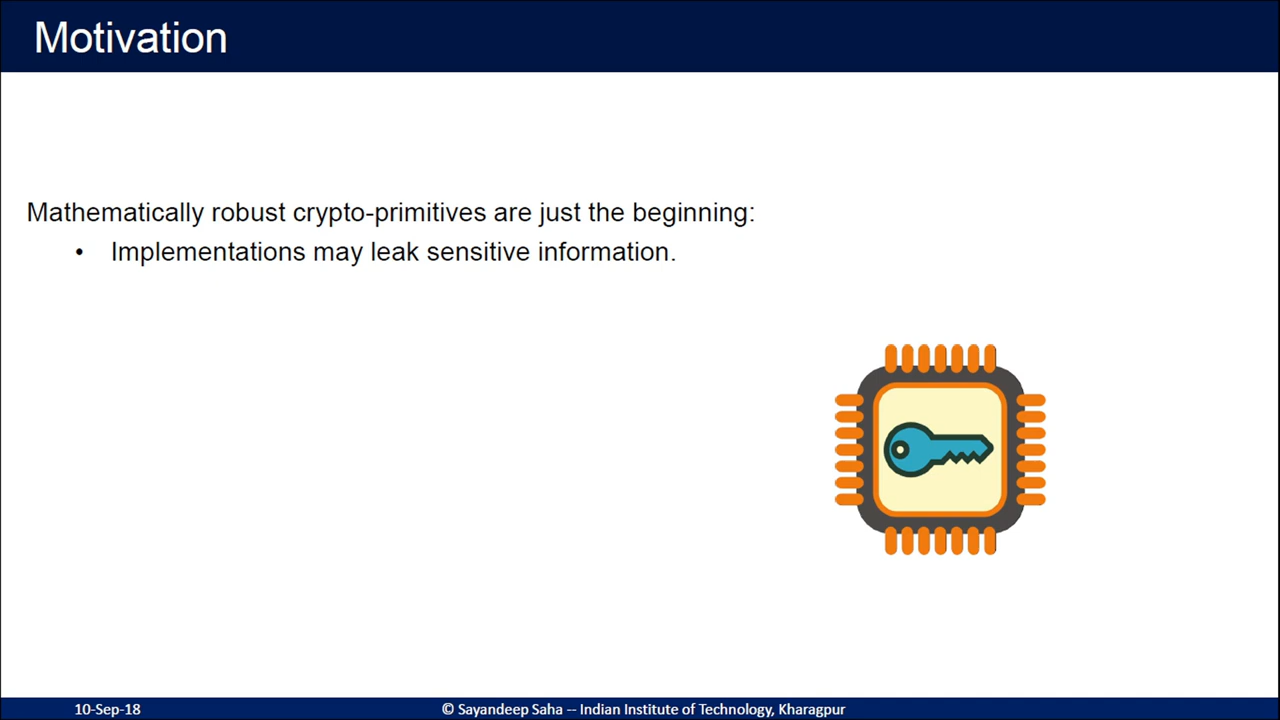 Motivation
Mathematically robust crypto-primitives are just the beginning:
• Implementations may leak sensitive information.
10-Sep-18
© Sayandeep Saha -- Indian Institute of Technology, Kharagpur